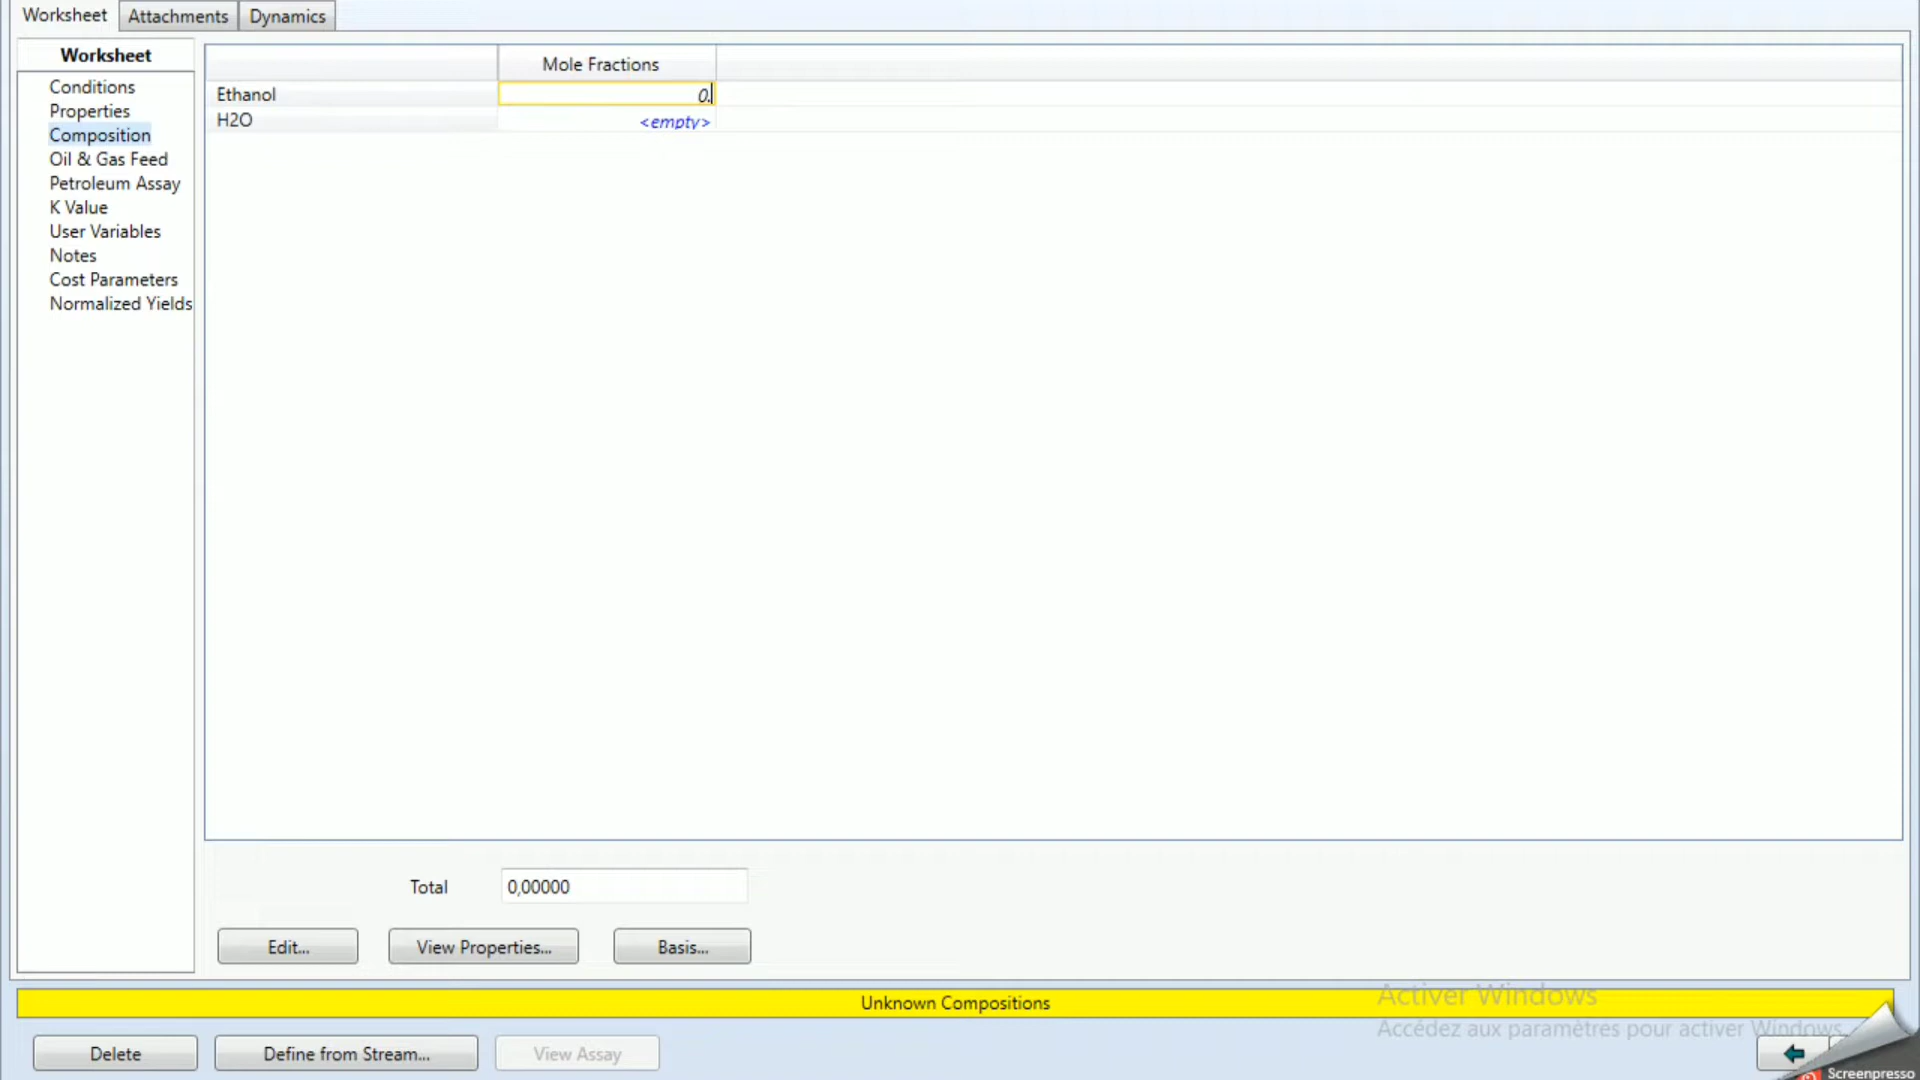 Worksheet Attachments Dynamics
Worksheet
Conditions
Properties
Composition
Oil & Gas Feed
Petroleum Assay
K Value
User Variables
Notes
Cost Parameters
Normalized Yields
Mole Fractions
Ethanol 0.
H2O <empty>
Total 0,00000
Edit... View Properties... Basis...
Unknown Compositions
Activer Windows
Accédez aux paramètres pour activer Windows.
Delete Define from Stream... View Assay
Screenpresso